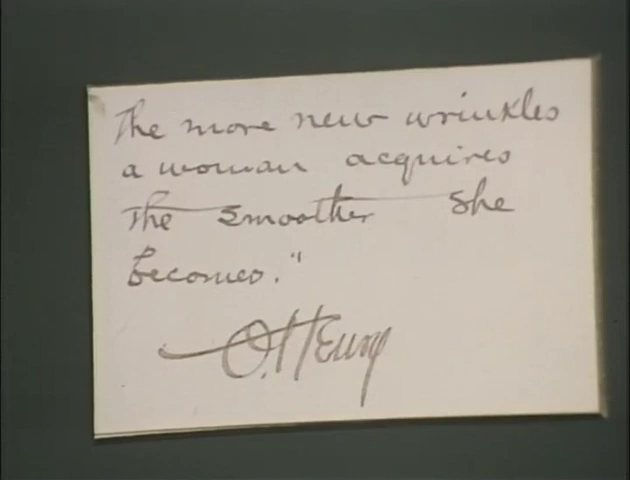 The more new wrinkles
a woman acquires
the smoother she
becomes."
O. Henry